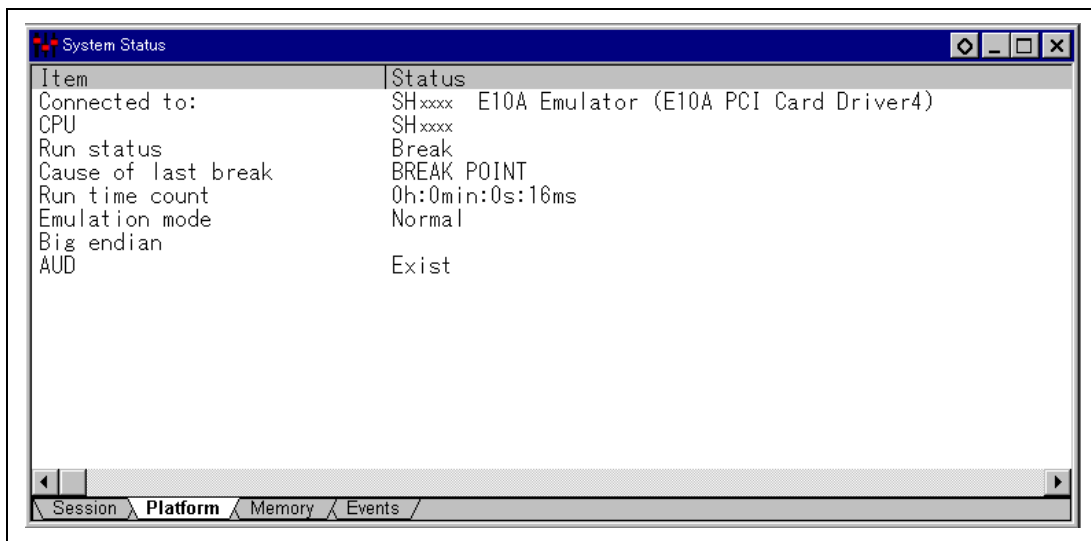 System Status
Item Status
Connected to: SHxxxx E10A Emulator (E10A PCI Card Driver4)
CPU SHxxxx
Run status Break
Cause of last break BREAK POINT
Run time count 0h:0min:0s:16ms
Emulation mode Normal
Big endian
AUD Exist
Session Platform Memory Events